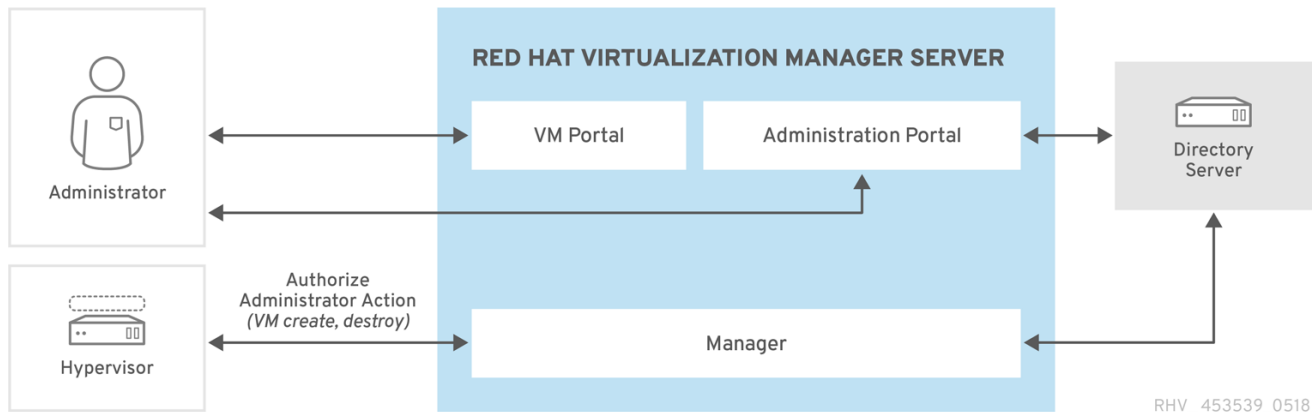 RED HAT VIRTUALIZATION MANAGER SERVER
VM Portal
Administration Portal
Administrator
Directory
Server
Authorize
Administrator Action
(VM create, destroy)
Hypervisor
Manager
RHV 453539 0518